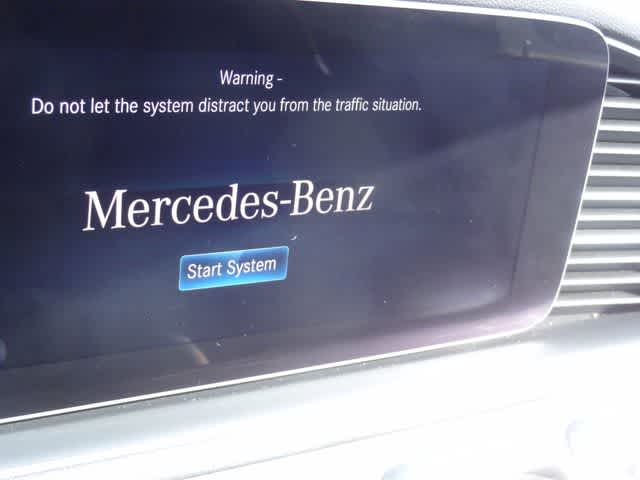 Warning -
Do not let the system distract you from the traffic situation.
Mercedes-Benz
Start System